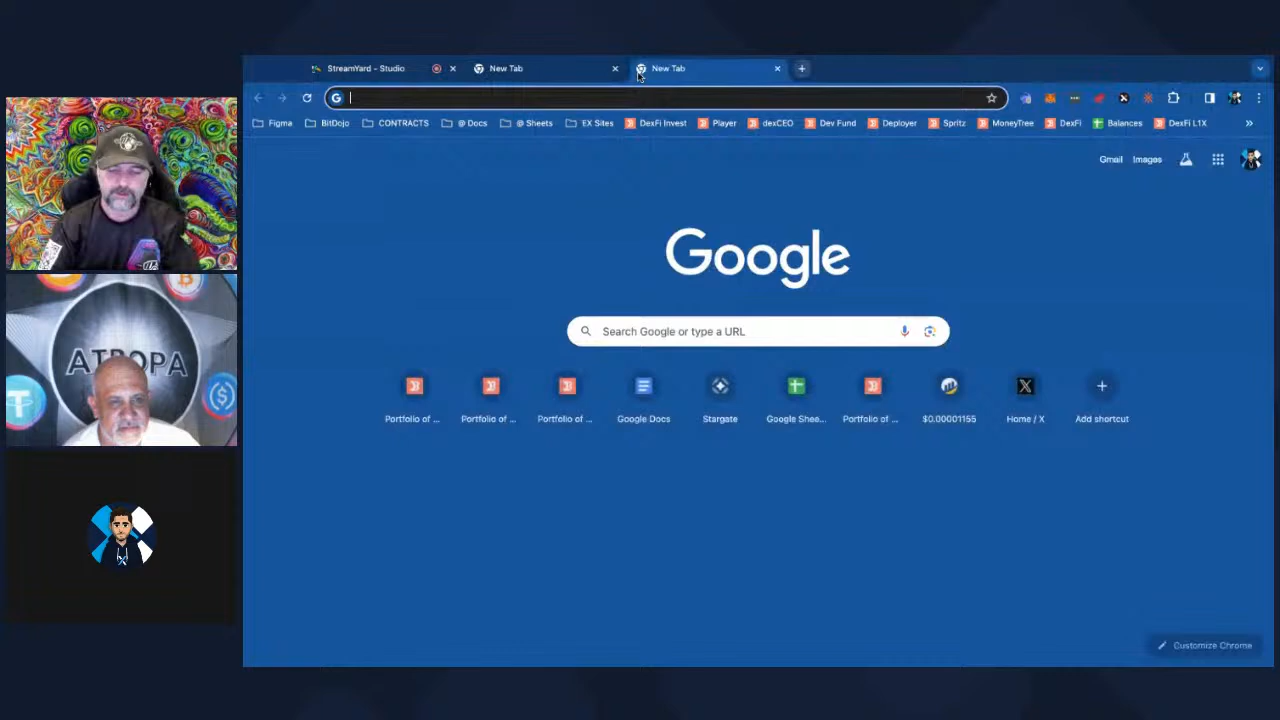 StreamYard - Studio
New Tab
New Tab
Figma
BitDojo
CONTRACTS
@ Docs
@ Sheets
EX Sites
DexFi Invest
Player
dexCEO
Dev Fund
Deployer
Spritz
MoneyTree
DexFi
Balances
DexFi L1X
Gmail
Images
Google
Search Google or type a URL
Portfolio of ...
Portfolio of ...
Portfolio of ...
Google Docs
Stargate
Google Shee...
Portfolio of ...
$0.00001155
Home / X
Add shortcut
Customize Chrome
ATROPA